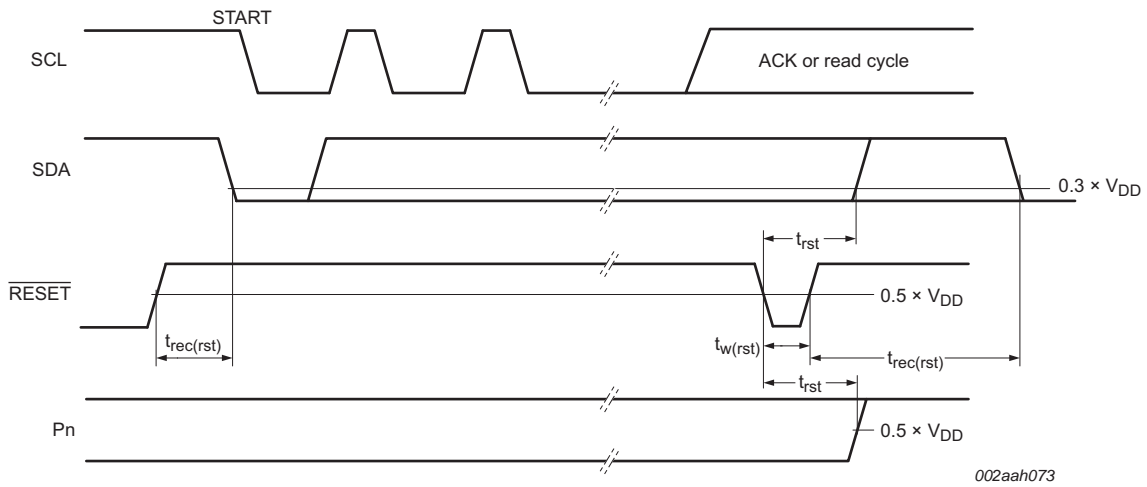 START
SCL
ACK or read cycle
SDA
0.3 × VDD
trst
RESET
0.5 × VDD
trec(rst)
tw(rst)
trec(rst)
trst
Pn
0.5 × VDD
002aah073